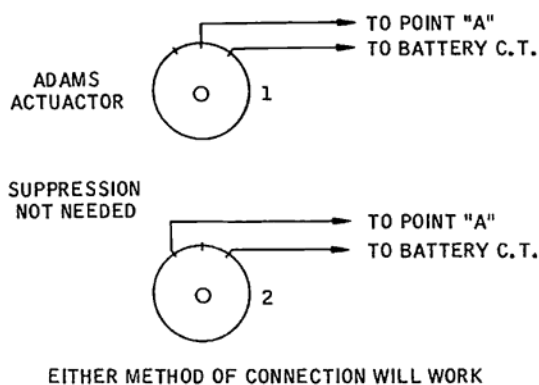 TO POINT "A"
TO BATTERY C.T.
ADAMS
ACTUACTOR
1
SUPPRESSION
NOT NEEDED
TO POINT "A"
TO BATTERY C.T.
2
EITHER METHOD OF CONNECTION WILL WORK